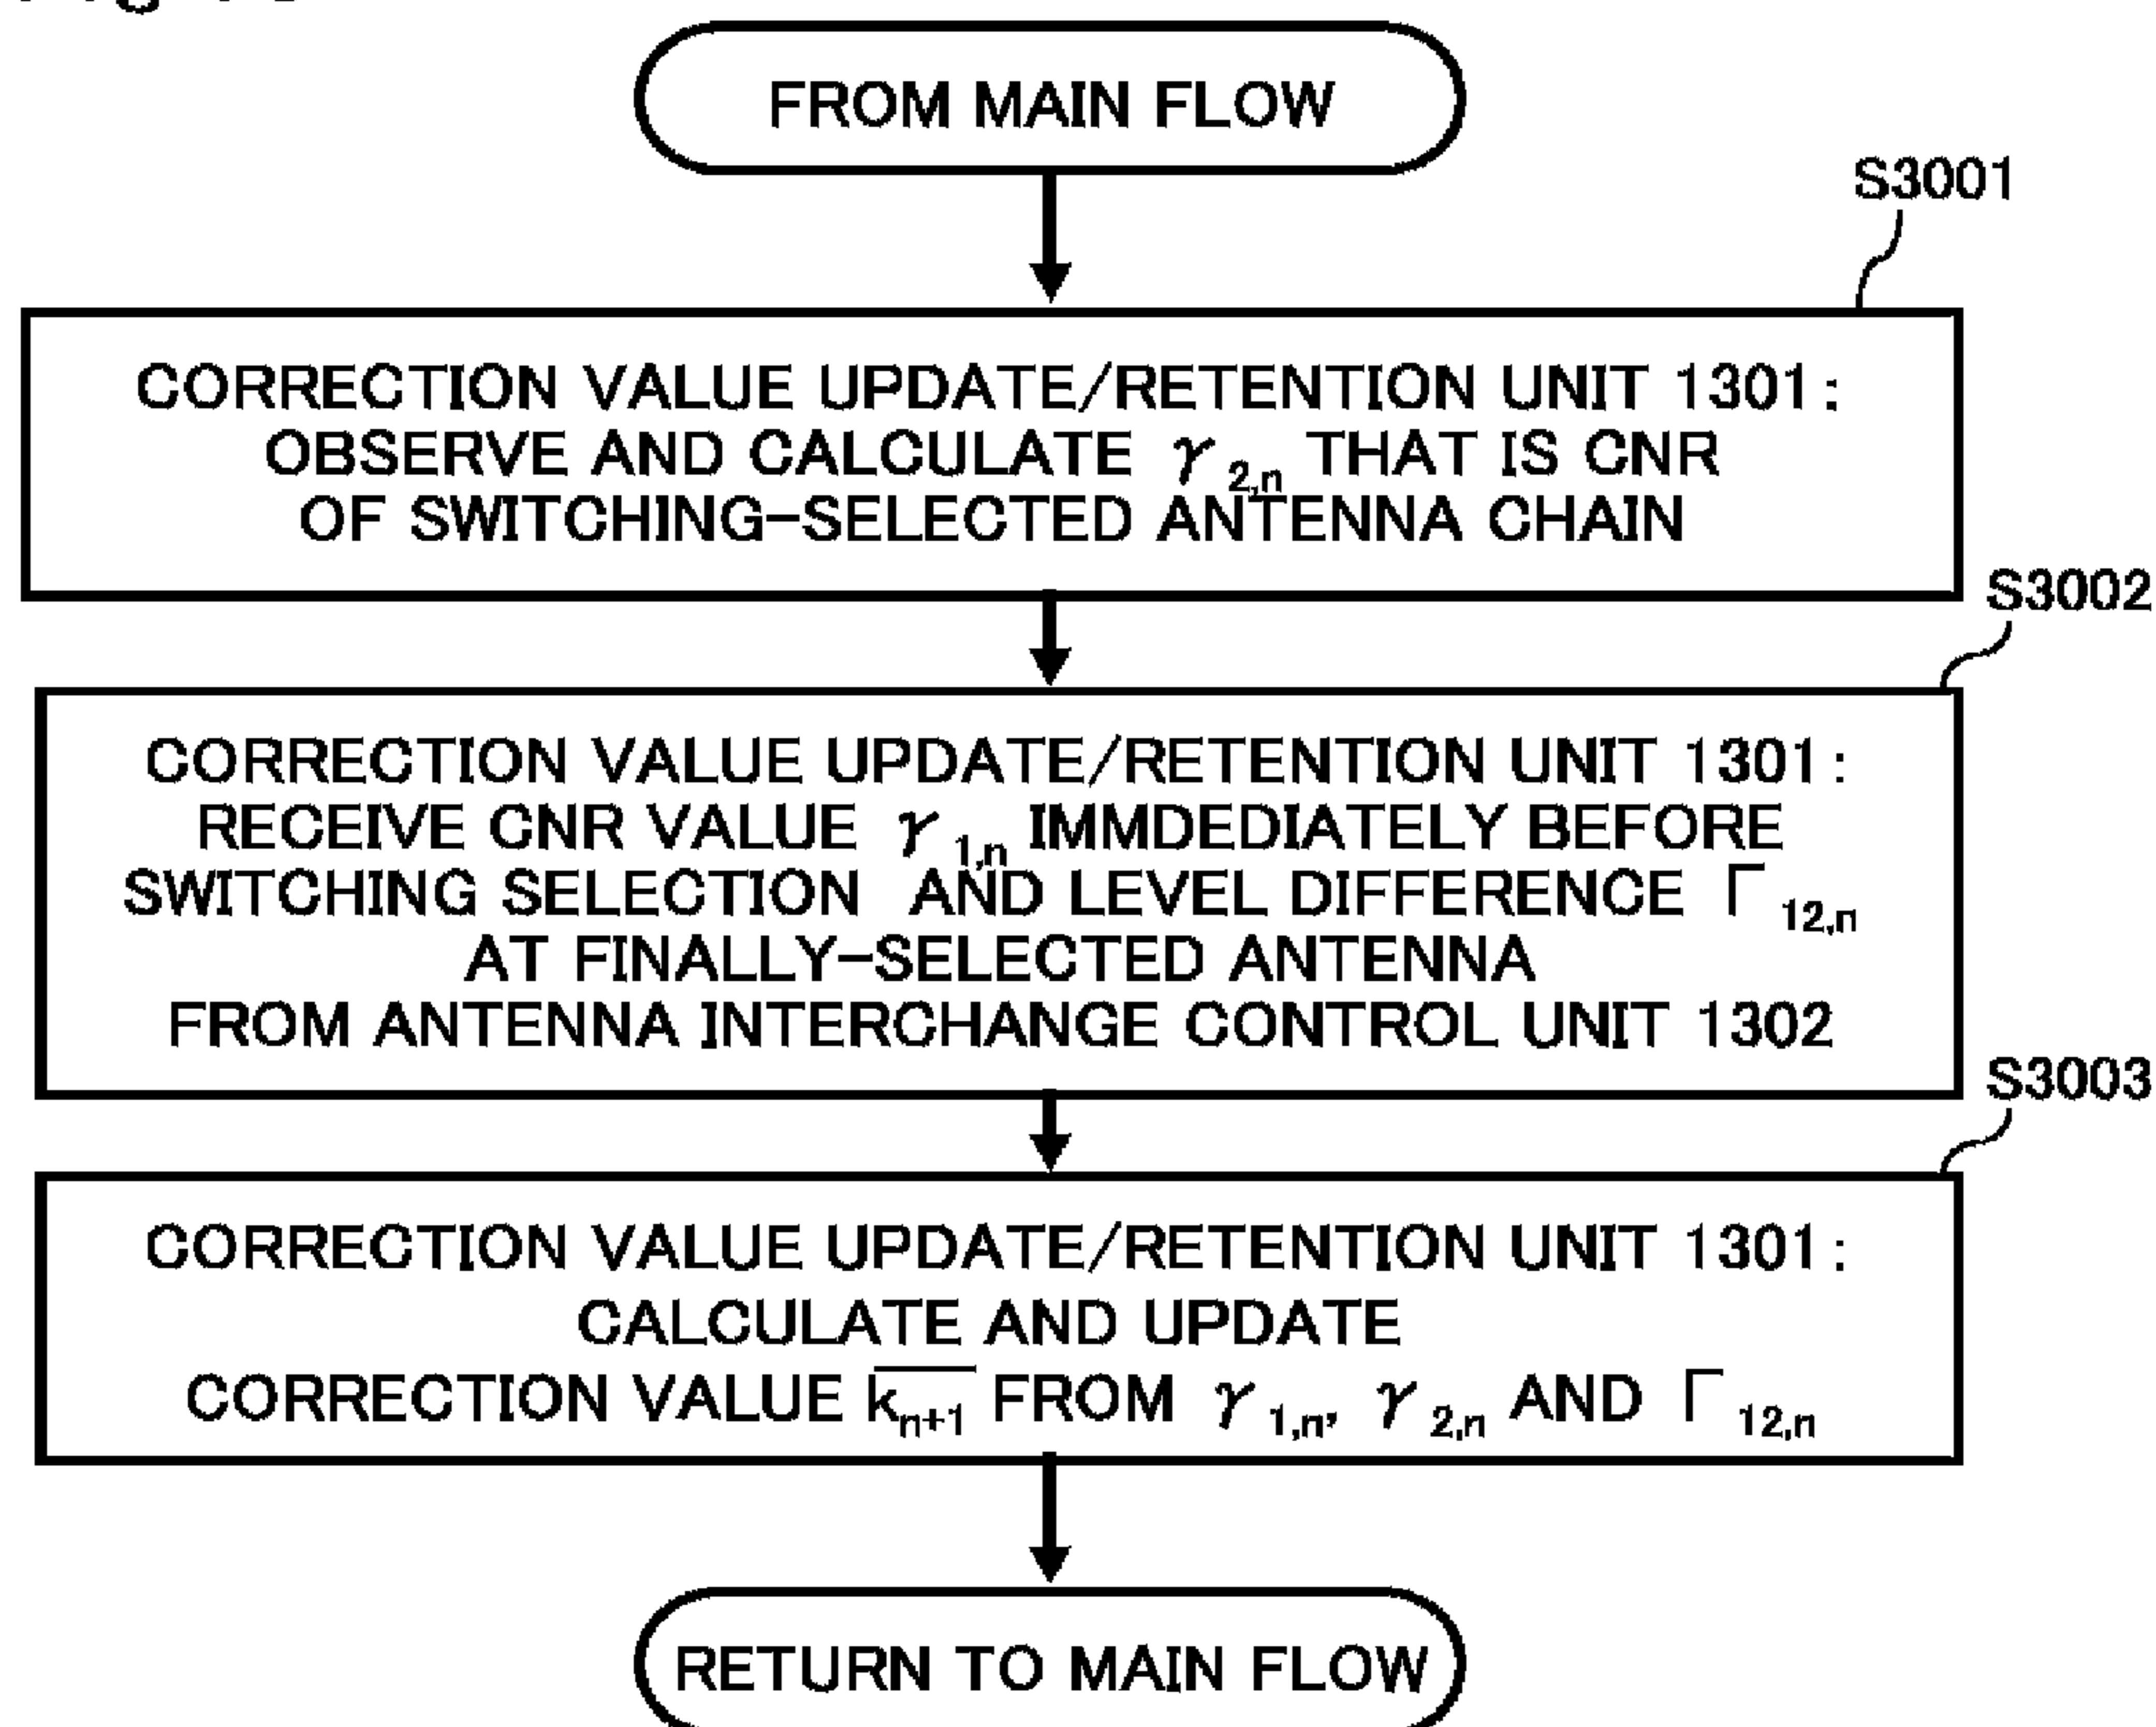 FROM MAIN FLOW
S3001
CORRECTION VALUE UPDATE/RETENTION UNIT 1301:
OBSERVE AND CALCULATE γ2,n THAT IS CNR
OF SWITCHING-SELECTED ANTENNA CHAIN
S3002
CORRECTION VALUE UPDATE/RETENTION UNIT 1301:
RECEIVE CNR VALUE γ1,n IMMDEDIATELY BEFORE
SWITCHING SELECTION AND LEVEL DIFFERENCE Γ12,n
AT FINALLY-SELECTED ANTENNA
FROM ANTENNA INTERCHANGE CONTROL UNIT 1302
S3003
CORRECTION VALUE UPDATE/RETENTION UNIT 1301:
CALCULATE AND UPDATE
CORRECTION VALUE k̅n+1 FROM γ1,n, γ2,n AND Γ12,n
RETURN TO MAIN FLOW